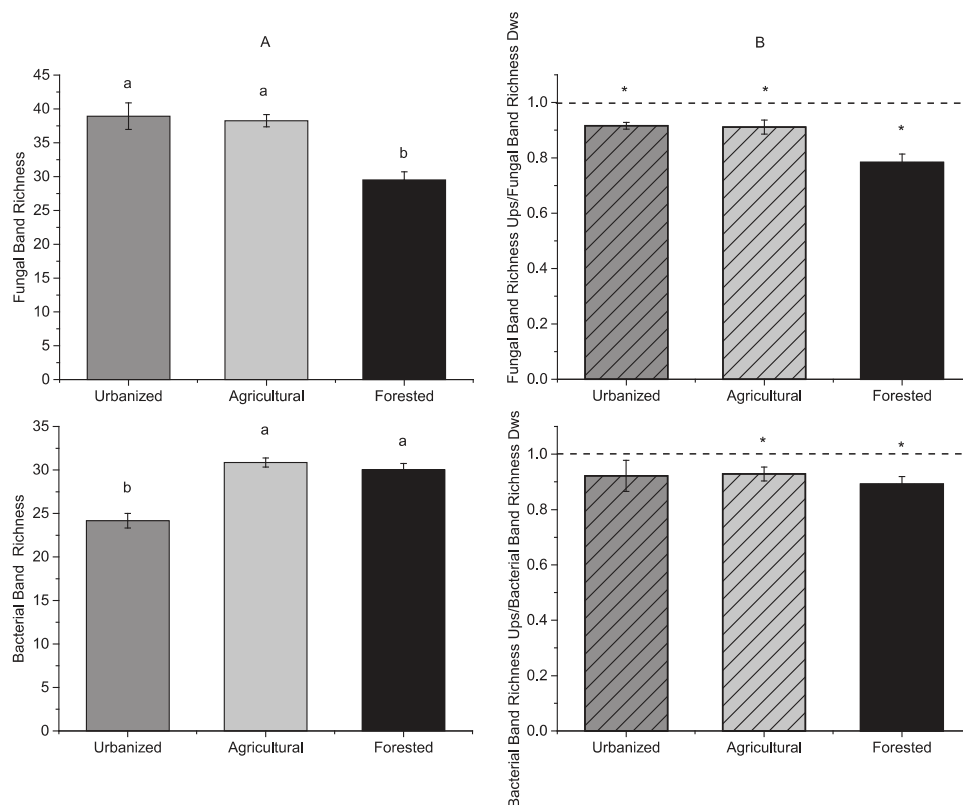 A
Fungal Band Richness
45
40
35
30
25
20
15
10
5
0
a
a
b
Urbanized
Agricultural
Forested
B
Fungal Band Richness Ups/Fungal Band Richness Dws
1.0
0.8
0.6
0.4
0.2
0.0
*
*
*
Urbanized
Agricultural
Forested
Bacterial Band Richness
35
30
25
20
15
10
5
0
b
a
a
Urbanized
Agricultural
Forested
Bacterial Band Richness Ups/Bacterial Band Richness Dws
1.0
0.8
0.6
0.4
0.2
0.0
*
*
Urbanized
Agricultural
Forested